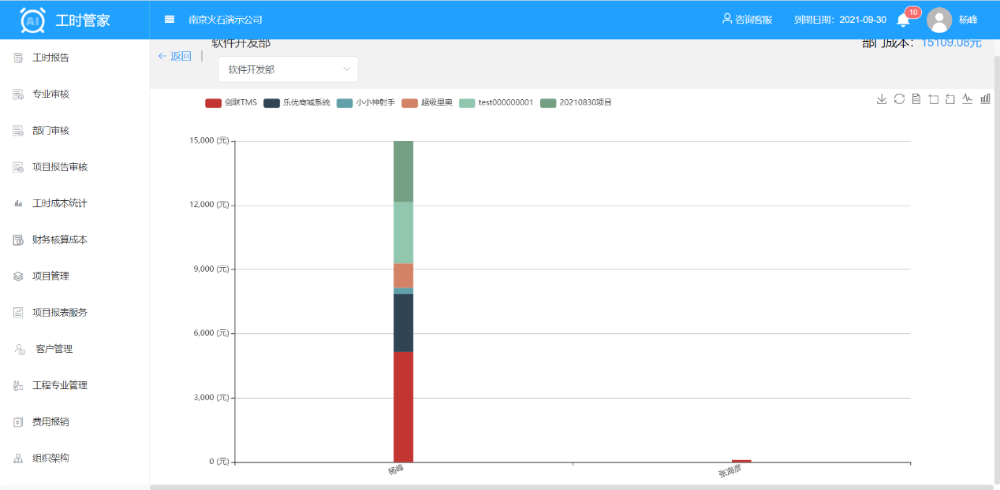 AI 工时管家
南京火石演示公司
咨询客服
到期日期：2021-09-30
10
杨峰
工时报告
专业审核
部门审核
项目报告审核
工时成本统计
财务核算成本
项目管理
项目报表服务
客户管理
工程专业管理
费用报销
组织架构
← 返回 |
软件开发部
部门成本：15109.08元
软件开发部
创联TMS 乐优商城系统 小小神射手 超级里奥 test000000001 20210830项目
15,000 (元)
12,000 (元)
9,000 (元)
6,000 (元)
3,000 (元)
0 (元)
杨峰
张海彦